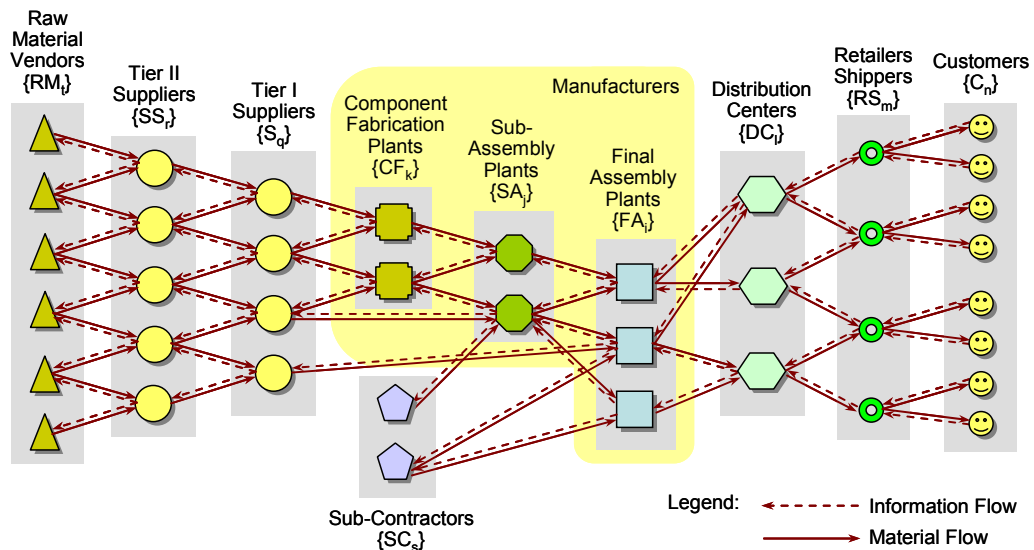 Raw
Material
Vendors
{RMt}
Tier II
Suppliers
{SSr}
Tier I
Suppliers
{Sq}
Component
Fabrication
Plants
{CFk}
Sub-
Assembly
Plants
{SAj}
Manufacturers
Final
Assembly
Plants
{FAi}
Distribution
Centers
{DCl}
Retailers
Shippers
{RSm}
Customers
{Cn}
Sub-Contractors
{SCs}
Legend:
Information Flow
Material Flow